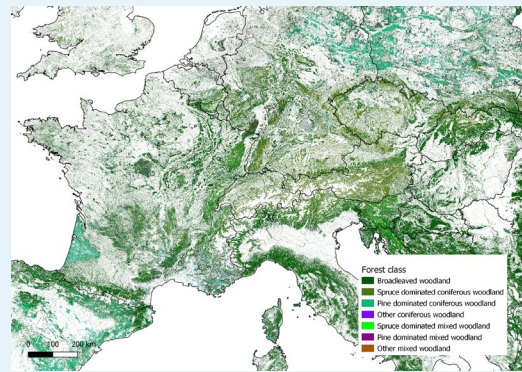 Forest class
Broadleaved woodland
Spruce dominated coniferous woodland
Pine dominated coniferous woodland
Other coniferous woodland
Spruce dominated mixed woodland
Pine dominated mixed woodland
Other mixed woodland
0 100 200 km